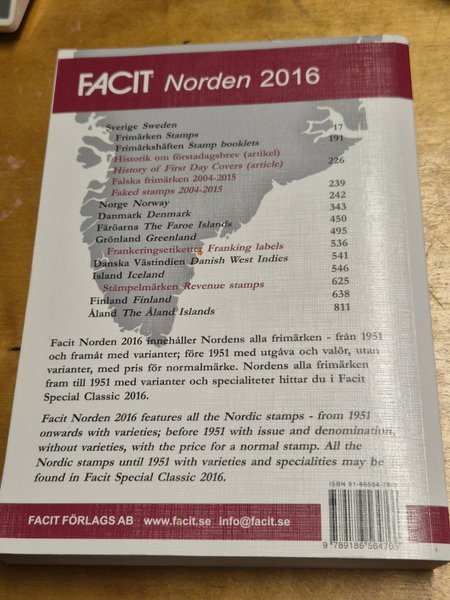 FACIT Norden 2016
Sverige Sweden
Frimärken Stamps 17
Frimärkshäften Stamp booklets 191
Historik om förstadagsbrev (artikel)
History of First Day Covers (article) 226
Falska frimärken 2004-2015
Faked stamps 2004-2015 239
Norge Norway 242
Danmark Denmark 343
Färöarna The Faroe Islands 450
Grönland Greenland 495
Frankeringsetiketter Franking labels 536
Danska Västindien Danish West Indies 541
Island Iceland 546
Stämpelmärken Revenue stamps 625
Finland Finland 638
Åland The Åland Islands 811
Facit Norden 2016 innehåller Nordens alla frimärken - från 1951
och framåt med varianter; före 1951 med utgåva och valör, utan
varianter, med pris för normalmärke. Nordens alla frimärken
fram till 1951 med varianter och specialiteter hittar du i Facit
Special Classic 2016.
Facit Norden 2016 features all the Nordic stamps - from 1951
onwards with varieties; before 1951 with issue and denomination,
without varieties, with the price for a normal stamp. All the
Nordic stamps until 1951 with varieties and specialities may be
found in Facit Special Classic 2016.
ISBN 91-86564-70-5
9 789186 564705
FACIT FÖRLAGS AB www.facit.se info@facit.se